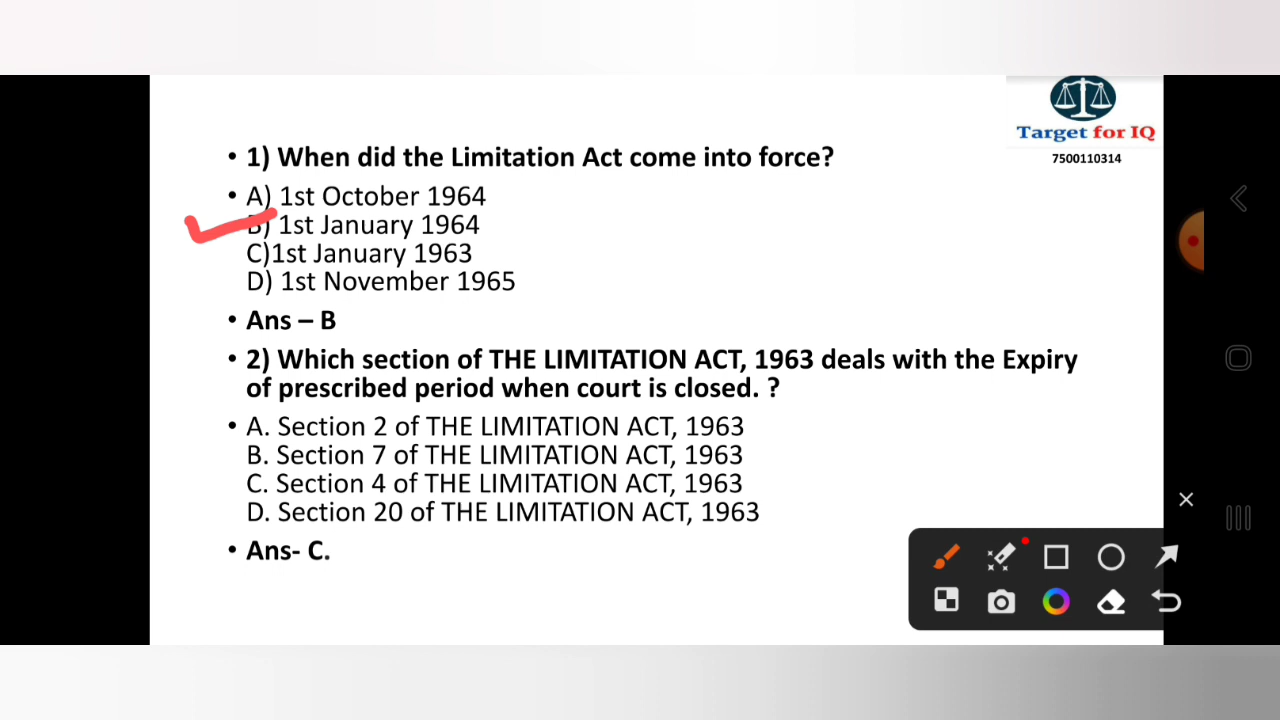 Target for IQ
7500110314
• 1) When did the Limitation Act come into force?
• A) 1st October 1964
B) 1st January 1964
C)1st January 1963
D) 1st November 1965
• Ans – B
• 2) Which section of THE LIMITATION ACT, 1963 deals with the Expiry
of prescribed period when court is closed. ?
• A. Section 2 of THE LIMITATION ACT, 1963
B. Section 7 of THE LIMITATION ACT, 1963
C. Section 4 of THE LIMITATION ACT, 1963
D. Section 20 of THE LIMITATION ACT, 1963
• Ans- C.